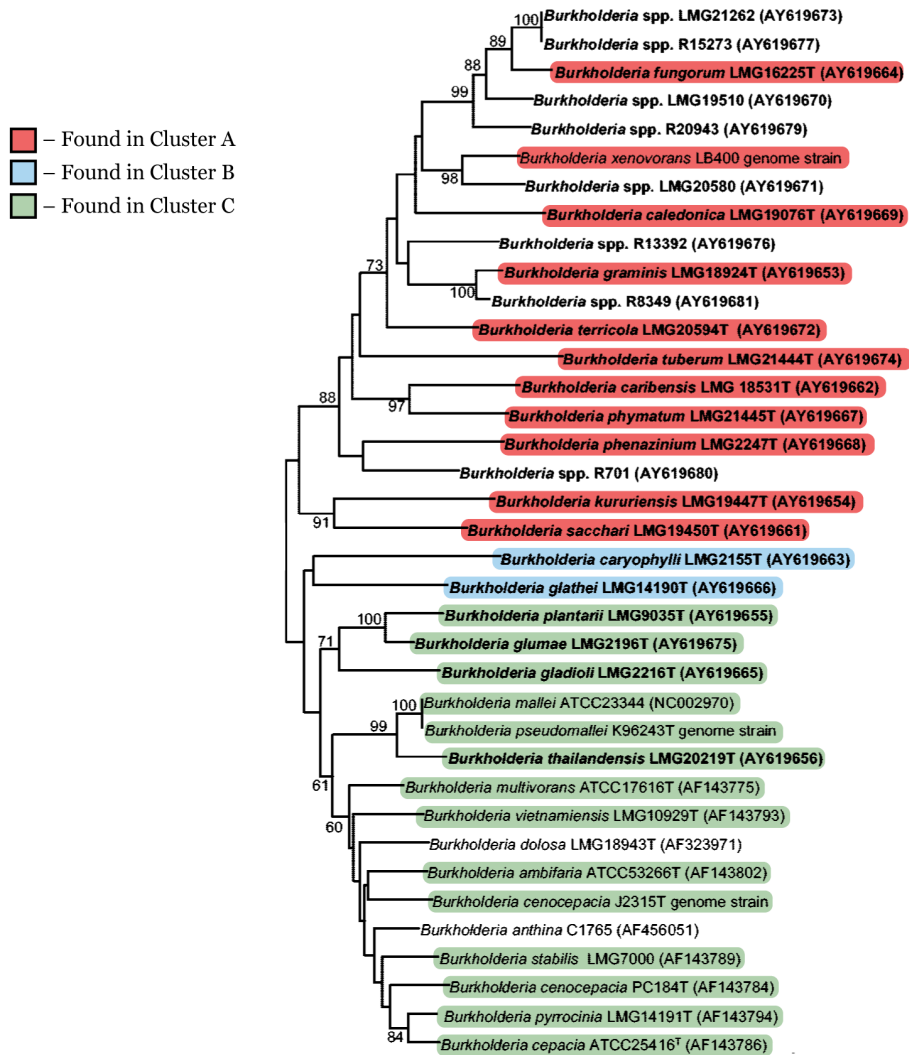 100
Burkholderia spp. LMG21262 (AY619673)
89
Burkholderia spp. R15273 (AY619677)
88
Burkholderia fungorum LMG16225T (AY619664)
99
Burkholderia spp. LMG19510 (AY619670)
Burkholderia spp. R20943 (AY619679)
– Found in Cluster A
Burkholderia xenovorans LB400 genome strain
– Found in Cluster B
98
Burkholderia spp. LMG20580 (AY619671)
– Found in Cluster C
Burkholderia caledonica LMG19076T (AY619669)
Burkholderia spp. R13392 (AY619676)
73
Burkholderia graminis LMG18924T (AY619653)
100
Burkholderia spp. R8349 (AY619681)
Burkholderia terricola LMG20594T (AY619672)
Burkholderia tuberum LMG21444T (AY619674)
Burkholderia caribensis LMG 18531T (AY619662)
88
97
Burkholderia phymatum LMG21445T (AY619667)
Burkholderia phenazinium LMG2247T (AY619668)
Burkholderia spp. R701 (AY619680)
Burkholderia kururiensis LMG19447T (AY619654)
91
Burkholderia sacchari LMG19450T (AY619661)
Burkholderia caryophylli LMG2155T (AY619663)
Burkholderia glathei LMG14190T (AY619666)
100
Burkholderia plantarii LMG9035T (AY619655)
71
Burkholderia glumae LMG2196T (AY619675)
Burkholderia gladioli LMG2216T (AY619665)
100
Burkholderia mallei ATCC23344 (NC002970)
99
Burkholderia pseudomallei K96243T genome strain
Burkholderia thailandensis LMG20219T (AY619656)
61
Burkholderia multivorans ATCC17616T (AF143775)
60
Burkholderia vietnamiensis LMG10929T (AF143793)
Burkholderia dolosa LMG18943T (AF323971)
Burkholderia ambifaria ATCC53266T (AF143802)
Burkholderia cenocepacia J2315T genome strain
Burkholderia anthina C1765 (AF456051)
Burkholderia stabilis LMG7000 (AF143789)
Burkholderia cenocepacia PC184T (AF143784)
Burkholderia pyrrocinia LMG14191T (AF143794)
84
Burkholderia cepacia ATCC25416ᵀ (AF143786)